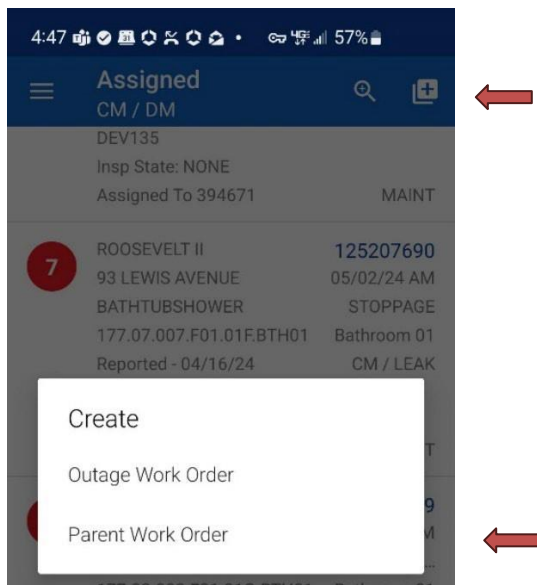 4:47 57%
Assigned
CM / DM
DEV135
Insp State: NONE
Assigned To 394671 MAINT
7 ROOSEVELT II 125207690
93 LEWIS AVENUE 05/02/24 AM
BATHTUBSHOWER STOPPAGE
177.07.007.F01.01F.BTH01 Bathroom 01
Reported - 04/16/24 CM / LEAK
Create
T
Outage Work Order
9
Parent Work Order
M
...